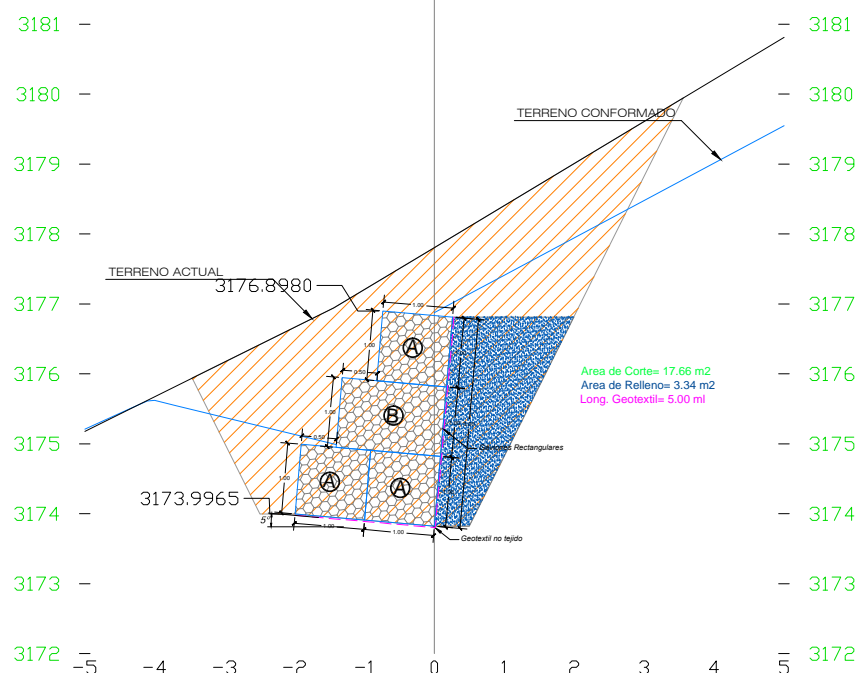 3181 3181
3180 3180
TERRENO CONFORMADO
3179 3179
3178 3178
TERRENO ACTUAL
3176.8980
3177 3177
1.00
1.00
A
3176 3176
0.50
Area de Corte= 17.66 m2
Area de Relleno= 3.34 m2
Long. Geotextil= 5.00 ml
1.00
B
0.50
3175 3175
Rectangulares
1.00
A
A
3173.9965
3174 3174
5°
1.00
1.00
Geotextil no tejido
3173 3173
3172 3172
-5 -4 -3 -2 -1 0 1 2 3 4 5